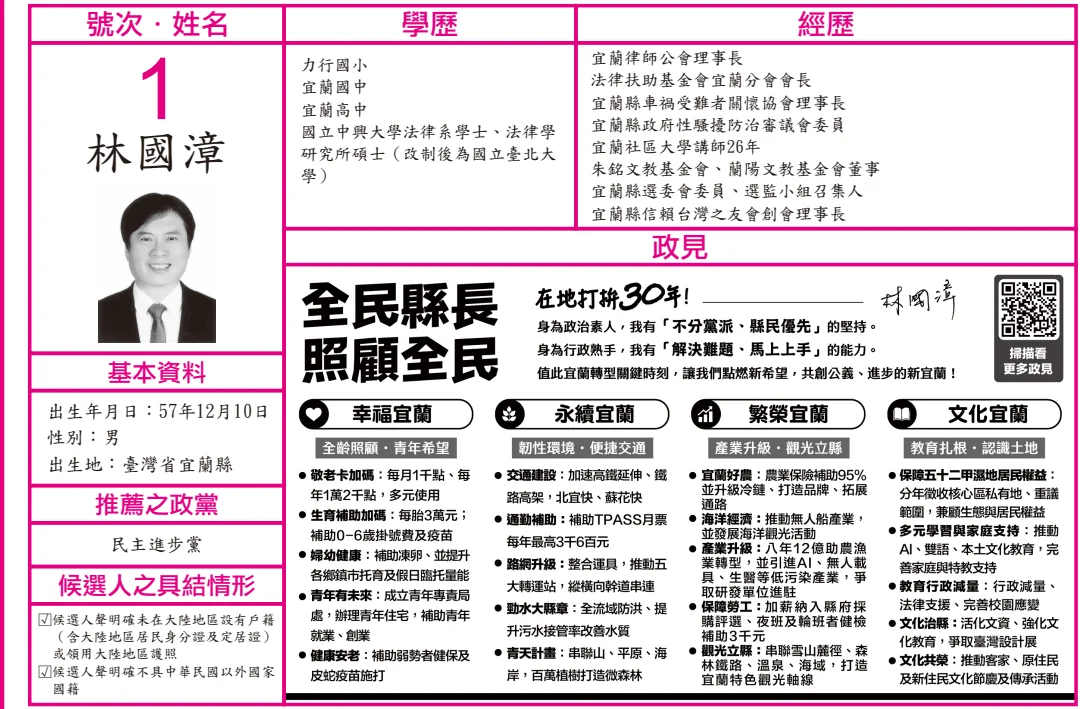 號次‧姓名
1
林國漳
基本資料
出生年月日：57年12月10日
性別：男
出生地：臺灣省宜蘭縣
推薦之政黨
民主進步黨
候選人之具結情形
☑候選人聲明確未在大陸地區設有戶籍
（含大陸地區居民身分證及定居證）
或領用大陸地區護照
☑候選人聲明確不具中華民國以外國家
國籍
學歷
力行國小
宜蘭國中
宜蘭高中
國立中興大學法律系學士、法律學
研究所碩士（改制後為國立臺北大
學）
經歷
宜蘭律師公會理事長
法律扶助基金會宜蘭分會會長
宜蘭縣車禍受難者關懷協會理事長
宜蘭縣政府性騷擾防治審議會委員
宜蘭社區大學講師26年
朱銘文教基金會、蘭陽文教基金會董事
宜蘭縣選委會委員、選監小組召集人
宜蘭縣信賴台灣之友會創會理事長
政見
全民縣長
照顧全民
在地打拚30年！
林國漳
身為政治素人，我有「不分黨派、縣民優先」的堅持。
身為行政熟手，我有「解決難題、馬上上手」的能力。
值此宜蘭轉型關鍵時刻，讓我們點燃新希望，共創公義、進步的新宜蘭！
掃描看
更多政見
幸福宜蘭
全齡照顧‧青年希望
● 敬老卡加碼：每月1千點、每
年1萬2千點，多元使用
● 生育補助加碼：每胎3萬元；
補助0-6歲掛號費及疫苗
● 婦幼健康：補助凍卵、並提升
各鄉鎮市托育及假日臨托量能
● 青年有未來：成立青年專責局
處，辦理青年住宅，補助青年
就業、創業
● 健康安老：補助弱勢者健保及
皮蛇疫苗施打
永續宜蘭
韌性環境‧便捷交通
● 交通建設：加速高鐵延伸、鐵
路高架，北宜快、蘇花快
● 通勤補助：補助TPASS月票
每年最高3千6百元
● 路網升級：整合運具，推動五
大轉運站，縱橫向幹道串連
● 勁水大縣章：全流域防洪、提
升污水接管率改善水質
● 青天計畫：串聯山、平原、海
岸，百萬植樹打造微森林
繁榮宜蘭
產業升級‧觀光立縣
● 宜蘭好農：農業保險補助95%
並升級冷鏈、打造品牌、拓展
通路
● 海洋經濟：推動無人船產業，
並發展海洋觀光活動
● 產業升級：八年12億助農漁
業轉型，並引進AI、無人載
具、生醫等低污染產業，爭
取研發單位進駐
● 保障勞工：加薪納入縣府採
購評選、夜班及輪班者健檢
補助3千元
● 觀光立縣：串聯雪山麓徑、森
林鐵路、溫泉、海域，打造
宜蘭特色觀光軸線
文化宜蘭
教育扎根‧認識土地
● 保障五十二甲濕地居民權益：
分年徵收核心區私有地、重議
範圍，兼顧生態與居民權益
● 多元學習與家庭支持：推動
AI、雙語、本土文化教育，完
善家庭與特教支持
● 教育行政減量：行政減量、
法律支援、完善校園應變
● 文化治縣：活化文資、強化文
化教育，爭取臺灣設計展
● 文化共榮：推動客家、原住民
及新住民文化節慶及傳承活動